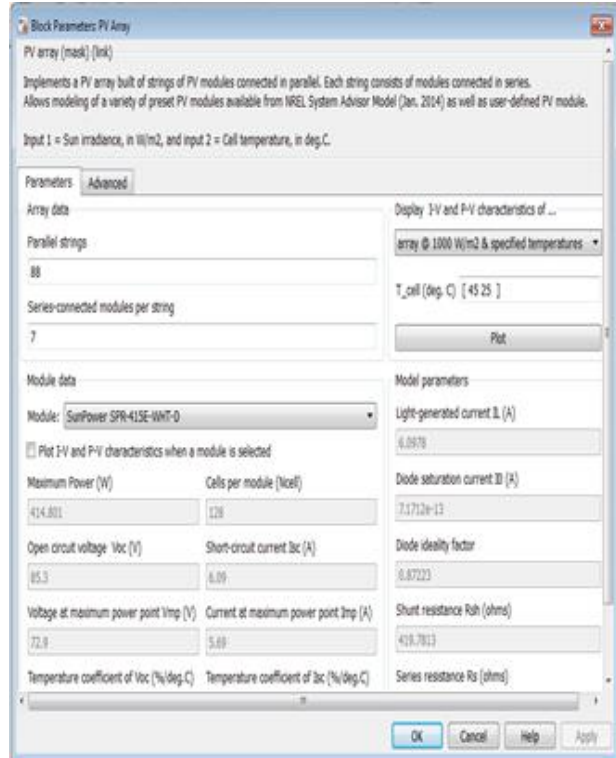 Block Parameters: PV Array
PV array (mask) (link)
Implements a PV array built of strings of PV modules connected in parallel. Each string consists of modules connected in series.
Allows modeling of a variety of preset PV modules available from NREL System Advisor Model (Jan. 2014) as well as user-defined PV module.
Input 1 = Sun irradiance, in W/m2, and input 2 = Cell temperature, in deg.C.
Parameters Advanced
Array data
Parallel strings
88
Series-connected modules per string
7
Display I-V and P-V characteristics of ...
array @ 1000 W/m2 & specified temperatures
T_cell (deg. C) [ 45 25 ]
Plot
Module data
Module: SunPower SPR-415E-WHT-D
Plot I-V and P-V characteristics when a module is selected
Maximum Power (W) Cells per module (Ncell)
414.801 128
Open circuit voltage Voc (V) Short-circuit current Isc (A)
85.3 6.09
Voltage at maximum power point Vmp (V) Current at maximum power point Imp (A)
72.9 5.69
Temperature coefficient of Voc (%/deg.C) Temperature coefficient of Isc (%/deg.C)
Model parameters
Light-generated current IL (A)
6.0978
Diode saturation current I0 (A)
7.1712e-13
Diode ideality factor
0.87223
Shunt resistance Rsh (ohms)
419.7813
Series resistance Rs (ohms)
OK Cancel Help Apply